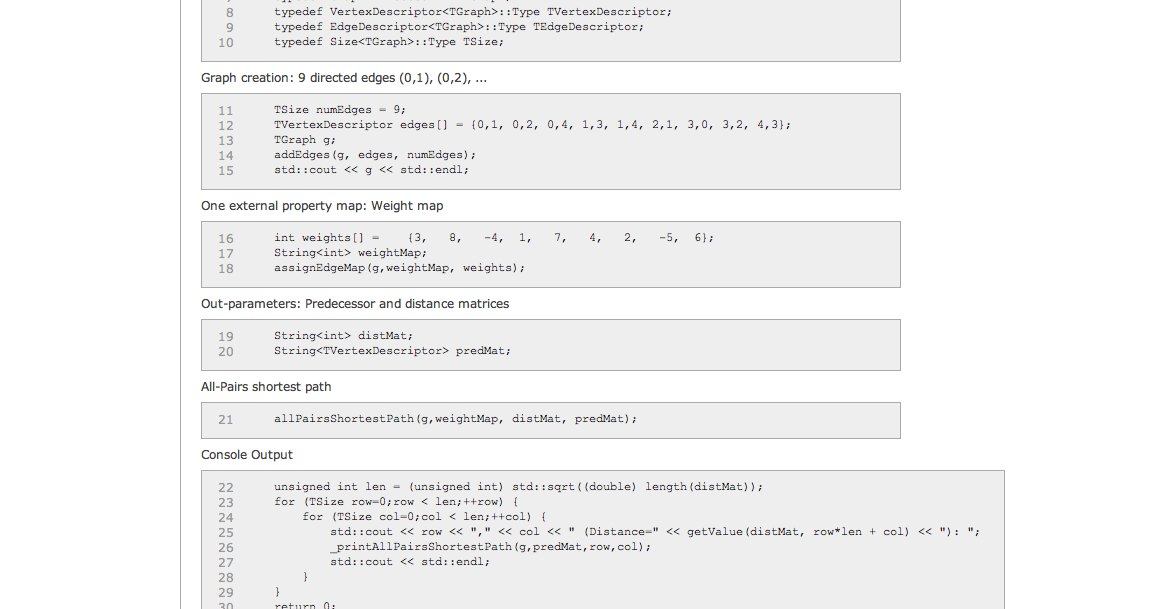 8 typedef VertexDescriptor<TGraph>::Type TVertexDescriptor;
9 typedef EdgeDescriptor<TGraph>::Type TEdgeDescriptor;
10 typedef Size<TGraph>::Type TSize;
Graph creation: 9 directed edges (0,1), (0,2), ...
11 TSize numEdges = 9;
12 TVertexDescriptor edges[] = {0,1, 0,2, 0,4, 1,3, 1,4, 2,1, 3,0, 3,2, 4,3};
13 TGraph g;
14 addEdges(g, edges, numEdges);
15 std::cout << g << std::endl;
One external property map: Weight map
16 int weights[] =    {3,   8,   -4,  1,   7,   4,   2,   -5,  6};
17 String<int> weightMap;
18 assignEdgeMap(g,weightMap, weights);
Out-parameters: Predecessor and distance matrices
19 String<int> distMat;
20 String<TVertexDescriptor> predMat;
All-Pairs shortest path
21 allPairsShortestPath(g,weightMap, distMat, predMat);
Console Output
22 unsigned int len = (unsigned int) std::sqrt((double) length(distMat));
23 for (TSize row=0;row < len;++row) {
24     for (TSize col=0;col < len;++col) {
25         std::cout << row << "," << col << " (Distance=" << getValue(distMat, row*len + col) << "): ";
26         _printAllPairsShortestPath(g,predMat,row,col);
27         std::cout << std::endl;
28     }
29 }
30 return 0;